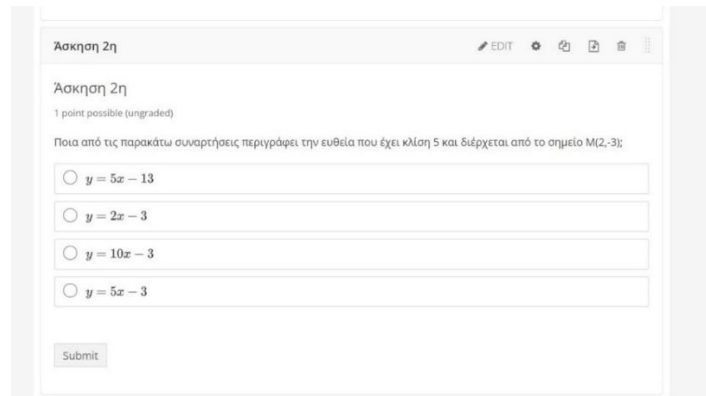 Άσκηση 2η
EDIT
Άσκηση 2η
1 point possible (ungraded)
Ποια από τις παρακάτω συναρτήσεις περιγράφει την ευθεία που έχει κλίση 5 και διέρχεται από το σημείο M(2,-3);
y = 5x − 13
y = 2x − 3
y = 10x − 3
y = 5x − 3
Submit